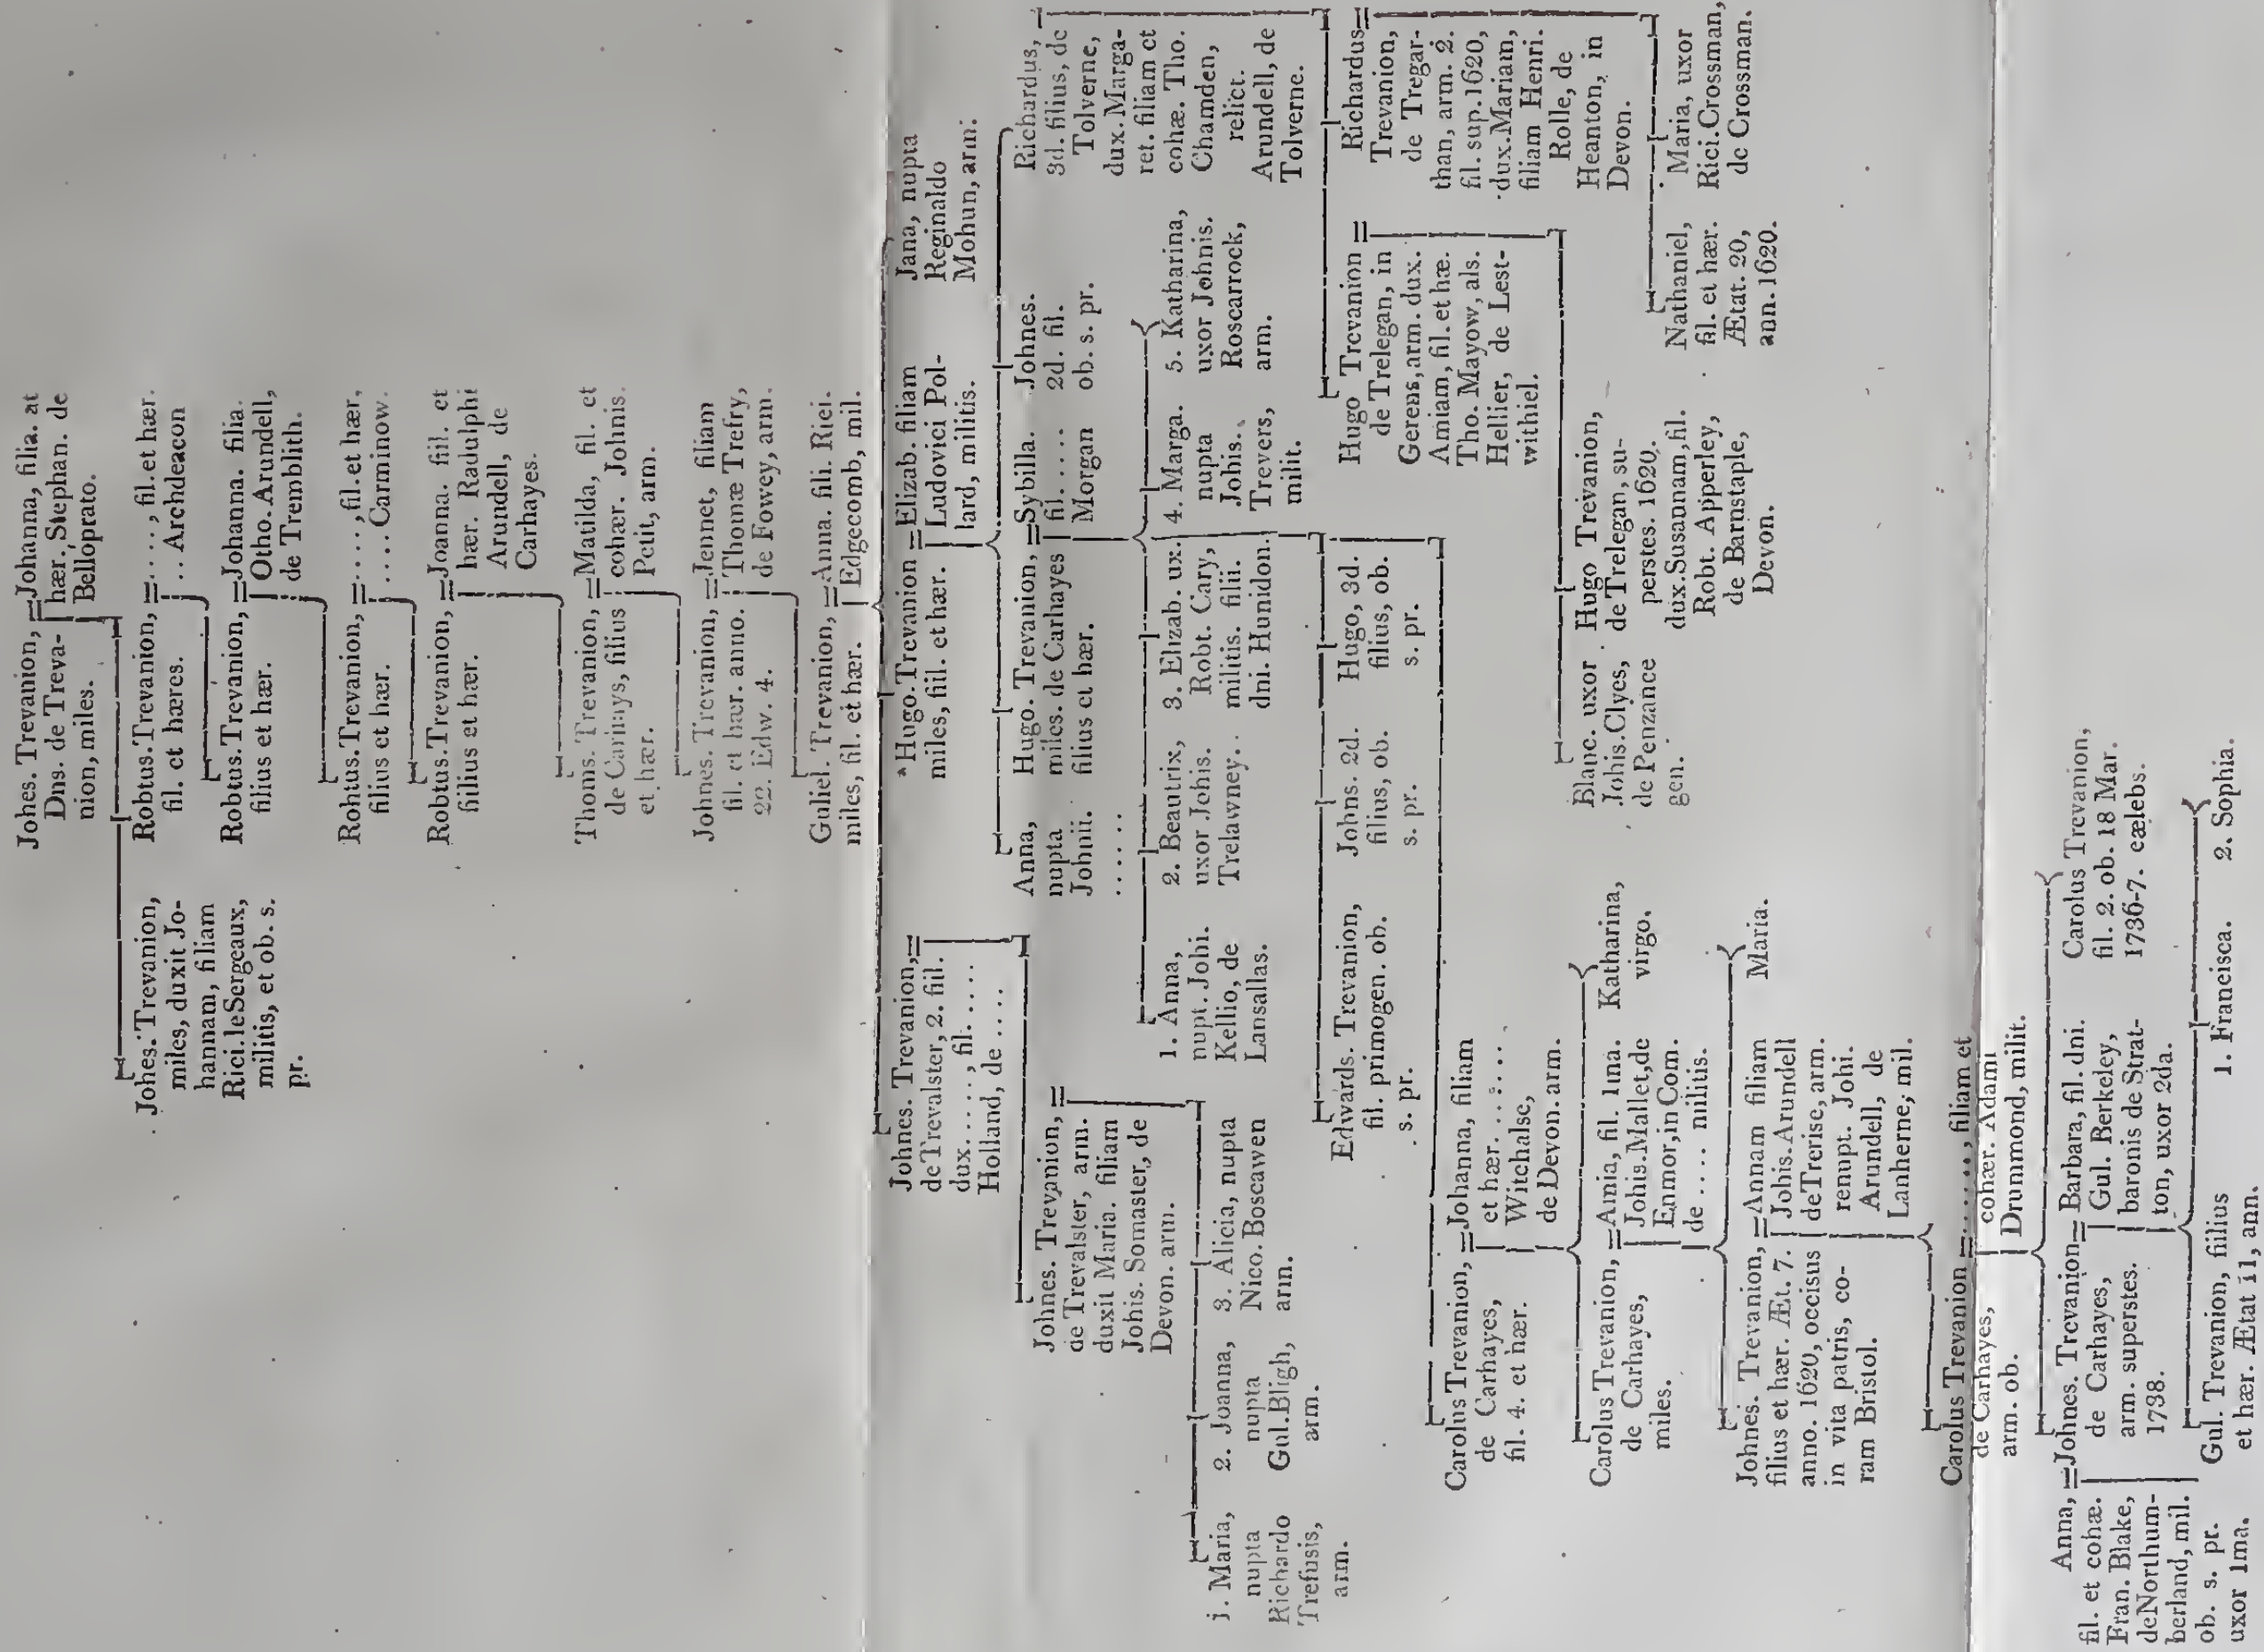 Johes. Trevanion,
Dns. de Treva-
nion, miles.
Johanna, filia. at
hær. Stephan. de
Belloprato.
Johes. Trevanion,
miles, duxit Jo-
hannam, filiam
Rici. le Sergeaux,
militis, et ob. s.
pr.
Robtus. Trevanion,
fil. et hæres.
....., fil. et hær.
.. Archdeacon
Robtus. Trevanion,
filius et hær.
Johanna. filia.
Otho. Arundell,
de Tremblith.
Robtus. Trevanion,
filius et hær.
....., fil. et hær,
.... Carminow.
Robtus. Trevanion,
filius et hær.
Joanna. fil. et
hær. Radulphi
Arundell, de
Carhayes.
Thoms. Trevanion,
de , filius
et hær.
Matilda, fil. et
cohær. Johnis.
Petit, arm.
Johnes. Trevanion,
fil. et hær. anno.
22. Edw. 4.
Jennet, filiam
Thomæ Trefry,
de Fowey, arm.
Guliel. Trevanion,
miles, fil. et hær.
Anna. fili. Rici.
Edgecomb, mil.
Johnes. Trevanion,
de Trevalster, 2. fil.
dux....., fil.....
Holland, de ....
*Hugo. Trevanion
miles, fil. et hær.
Elizab. filiam
Ludovici Pol-
lard, militis.
Jana, nupta
Reginaldo
Mohun, arm.
Johnes. Trevanion,
de Trevalster, arm.
duxit Maria. filiam
Johis. Somaster, de
Devon. arm.
Anna,
nupta
Johnii.
......
Hugo. Trevanion,
miles. de Carhayes
filius et hær.
Sybilla.
fil.....
Morgan
Johnes.
2d. fil.
ob. s. pr.
Richardus,
3d. filius, de
Tolverne,
dux. Marga-
ret. filiam et
cohæ. Tho.
Chamden,
relict.
Arundell, de
Tolverne.
j. Maria,
nupta
Richardo
Trefusis,
arm.
2. Joanna,
nupta
Gul. Bligh,
arm.
3. Alicia, nupta
Nico. Boscawen
arm.
1. Anna,
nupt. Johi.
Kellio, de
Lansallas.
2. Beautrix,
uxor Johis.
Trelawney..
3. Elizab. ux.
Robt. Cary,
militis. filii.
dni. Hunidon.
4. Marga.
nupta
Johis.
Trevers,
milit.
5. Katharina,
uxor Johnis.
Roscarrock,
arm.
Edwards. Trevanion,
fil. primogen. ob.
s. pr.
Johns. 2d.
filius, ob.
s. pr.
Hugo, 3d.
filius, ob.
s. pr.
Hugo Trevanion
de Trelegan, in
Gerens, arm. dux.
Amiam, fil. et hæ.
Tho. Mayow, als.
Hellier, de Lest-
withiel.
Richardus
Trevanion,
de Tregar-
than, arm. 2.
fil. sup. 1620,
dux. Mariam,
filiam Henri.
Rolle, de
Heanton, in
Devon.
Carolus Trevanion,
de Carhayes,
fil. 4. et hær.
Johanna, filiam
et hær. .......
Witchalse,
de Devon. arm.
Blanc. uxor
Johis. Clyes,
de Penzance
gen.
Hugo Trevanion,
de Trelegan, su-
perstes. 1620.
dux. Susannam, fil.
Robt. Apperley,
de Barnstaple,
Devon.
Nathaniel,
fil. et hær.
Ætat. 20,
ann. 1620.
Maria, uxor
Rici. Crossman,
de Crossman.
Carolus Trevanion,
de Carhayes,
miles.
Amia, fil. 1ma.
Johis. Mallet, de
Enmor, in Com.
de .... militis.
Katharina,
virgo.
Johnes. Trevanion,
filius et hær. Æt. 7.
anno. 1620, occisus
in vita patris, co-
ram Bristol.
Annam filiam
Johis. Arundell
de Trerise, arm.
renupt. Johi.
Arundell, de
Lanherne, mil.
Maria.
Carolus Trevanion
de Carhayes,
arm. ob.
......, filiam et
cohær. Adami
Drummond, milit.
Anna,
fil. et cohæ.
Fran. Blake,
de Northum-
berland, mil.
ob. s. pr.
uxor 1ma.
Johnes. Trevanion
de Carhayes,
arm. superstes.
1738.
Barbara, fil. dni.
Gul. Berkeley,
baronis de Strat-
ton, uxor 2da.
Carolus Trevanion,
fil. 2. ob. 18 Mar.
1736-7. cælebs.
Gul. Trevanion, filius
et hær. Ætat 11, ann.
1. Francisca.
2. Sophia.